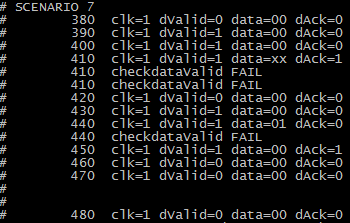 # SCENARIO 7
# 380 clk=1 dValid=0 data=00 dAck=0
# 390 clk=1 dValid=1 data=00 dAck=0
# 400 clk=1 dValid=1 data=00 dAck=0
# 410 clk=1 dValid=1 data=xx dAck=1
# 410 checkdataValid FAIL
# 410 checkdataValid FAIL
# 420 clk=1 dValid=0 data=00 dAck=0
# 430 clk=1 dValid=1 data=00 dAck=0
# 440 clk=1 dValid=1 data=01 dAck=0
# 440 checkdataValid FAIL
# 450 clk=1 dValid=1 data=00 dAck=1
# 460 clk=1 dValid=0 data=00 dAck=0
# 470 clk=1 dValid=0 data=00 dAck=0
#
#
# 480 clk=1 dValid=0 data=00 dAck=0